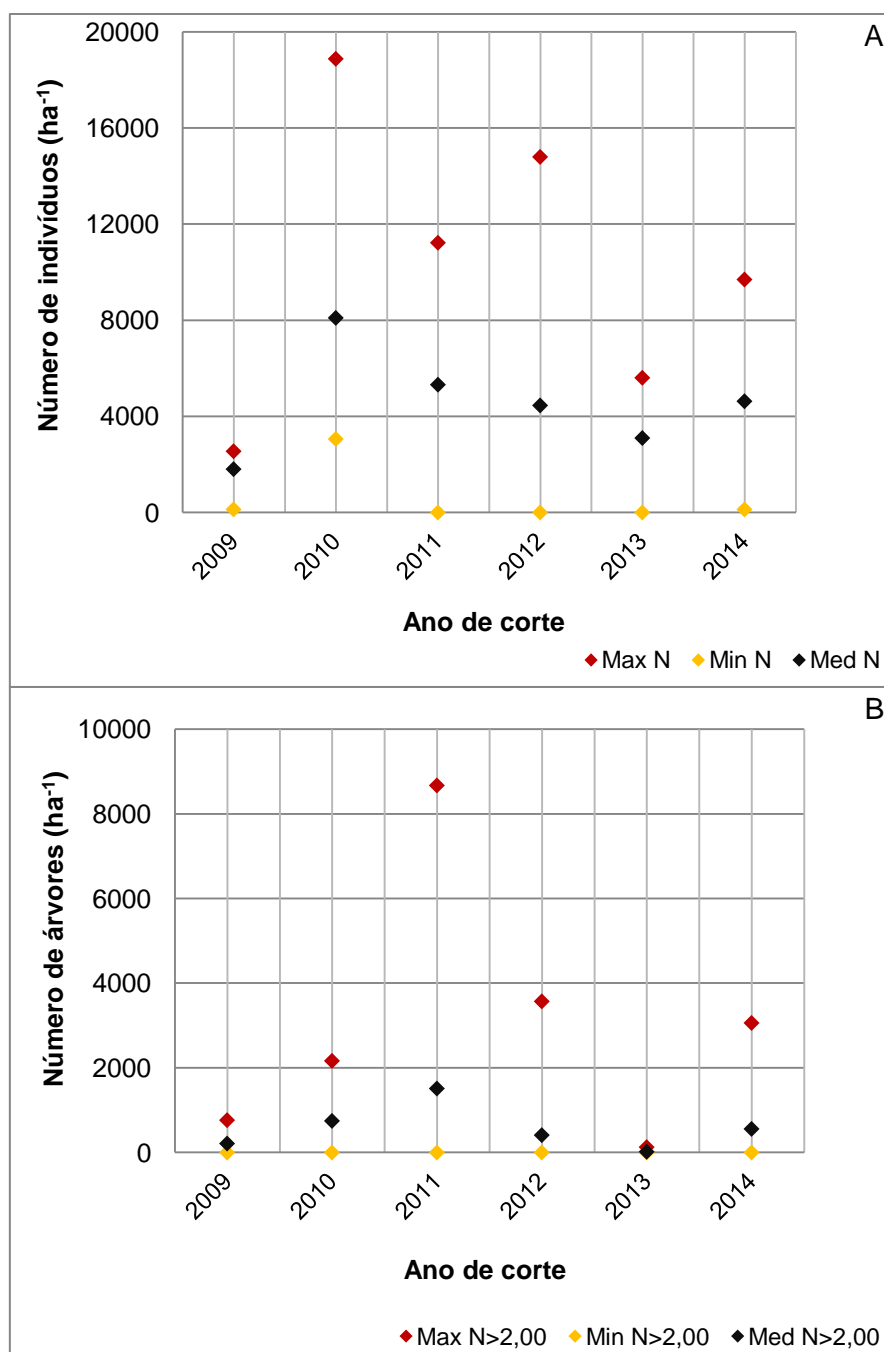 A
Número de indivíduos (ha-1)
20000
16000
12000
8000
4000
0
2009
2010
2011
2012
2013
2014
Ano de corte
Max N
Min N
Med N
B
Número de árvores (ha-1)
10000
8000
6000
4000
2000
0
2009
2010
2011
2012
2013
2014
Ano de corte
Max N>2,00
Min N>2,00
Med N>2,00